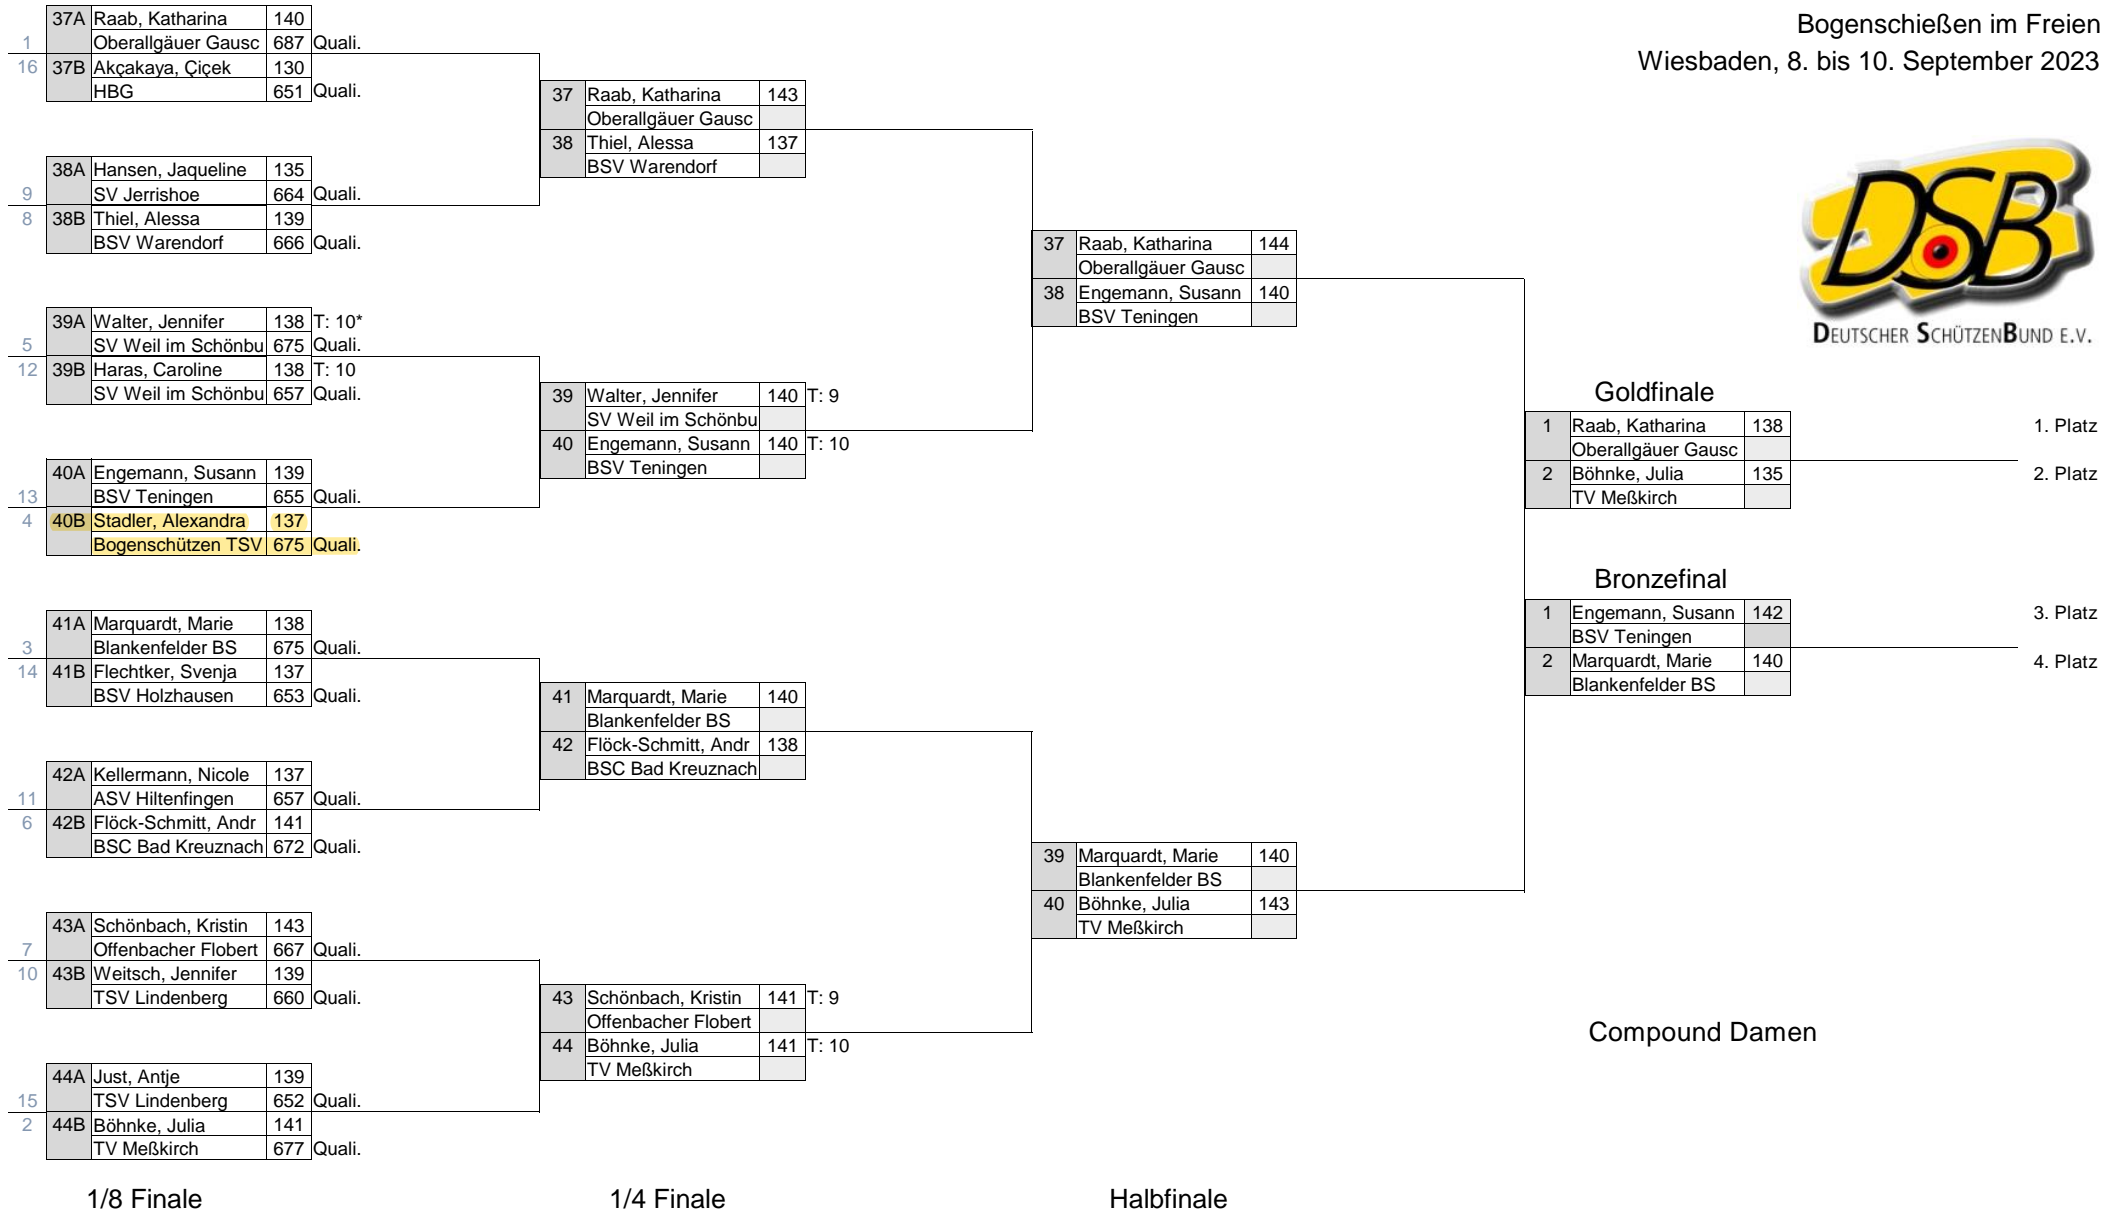 Bogenschießen im Freien
Wiesbaden, 8. bis 10. September 2023
DSB
DEUTSCHER SCHÜTZENBUND E.V.
37A Raab, Katharina 140
1 Oberallgäuer Gausc 687 Quali.
16 37B Akçakaya, Çiçek 130
HBG 651 Quali.
38A Hansen, Jaqueline 135
9 SV Jerrishoe 664 Quali.
8 38B Thiel, Alessa 139
BSV Warendorf 666 Quali.
39A Walter, Jennifer 138 T: 10*
5 SV Weil im Schönbu 675 Quali.
12 39B Haras, Caroline 138 T: 10
SV Weil im Schönbu 657 Quali.
40A Engemann, Susann 139
13 BSV Teningen 655 Quali.
4 40B Stadler, Alexandra 137
Bogenschützen TSV 675 Quali.
41A Marquardt, Marie 138
3 Blankenfelder BS 675 Quali.
14 41B Flechtker, Svenja 137
BSV Holzhausen 653 Quali.
42A Kellermann, Nicole 137
11 ASV Hiltenfingen 657 Quali.
6 42B Flöck-Schmitt, Andr 141
BSC Bad Kreuznach 672 Quali.
43A Schönbach, Kristin 143
7 Offenbacher Flobert 667 Quali.
10 43B Weitsch, Jennifer 139
TSV Lindenberg 660 Quali.
44A Just, Antje 139
15 TSV Lindenberg 652 Quali.
2 44B Böhnke, Julia 141
TV Meßkirch 677 Quali.
1/8 Finale
37 Raab, Katharina 143
Oberallgäuer Gausc
38 Thiel, Alessa 137
BSV Warendorf
39 Walter, Jennifer 140 T: 9
SV Weil im Schönbu
40 Engemann, Susann 140 T: 10
BSV Teningen
41 Marquardt, Marie 140
Blankenfelder BS
42 Flöck-Schmitt, Andr 138
BSC Bad Kreuznach
43 Schönbach, Kristin 141 T: 9
Offenbacher Flobert
44 Böhnke, Julia 141 T: 10
TV Meßkirch
1/4 Finale
37 Raab, Katharina 144
Oberallgäuer Gausc
38 Engemann, Susann 140
BSV Teningen
39 Marquardt, Marie 140
Blankenfelder BS
40 Böhnke, Julia 143
TV Meßkirch
Halbfinale
Goldfinale
1 Raab, Katharina 138 1. Platz
Oberallgäuer Gausc
2 Böhnke, Julia 135 2. Platz
TV Meßkirch
Bronzefinal
1 Engemann, Susann 142 3. Platz
BSV Teningen
2 Marquardt, Marie 140 4. Platz
Blankenfelder BS
Compound Damen